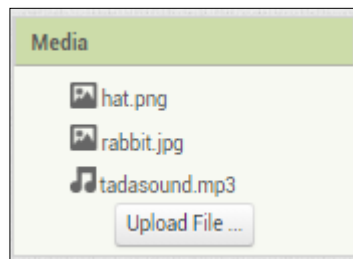 Media
hat.png
rabbit.jpg
tadasound.mp3
Upload File ...